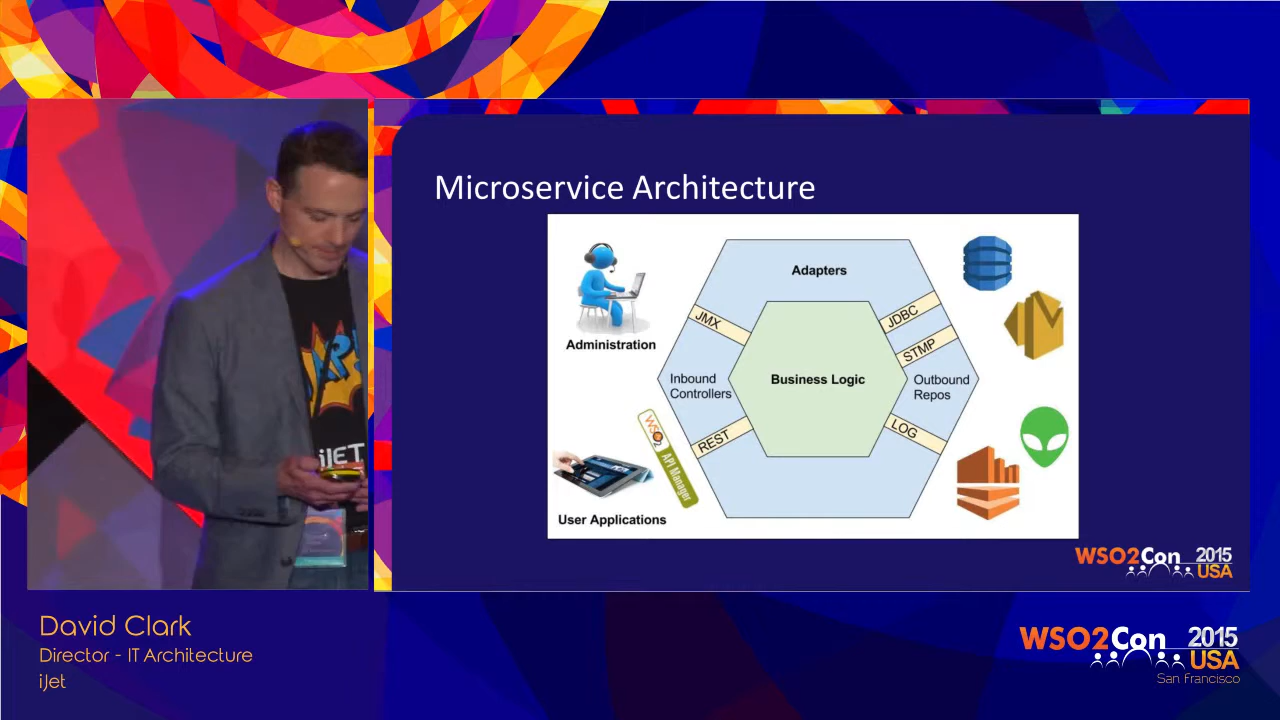 Microservice Architecture
Adapters
JMX
JDBC
STMP
Administration
Inbound
Controllers
Business Logic
Outbound
Repos
REST
LOG
WSO2 API Manager
User Applications
iJET
WSO2Con 2015
USA
David Clark
Director - IT Architecture
iJet
WSO2Con 2015
USA
San Francisco